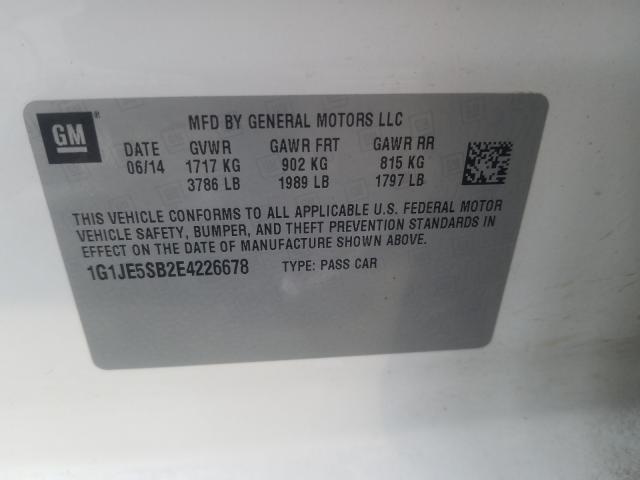 GM®
MFD BY GENERAL MOTORS LLC
DATE GVWR GAWR FRT GAWR RR
06/14 1717 KG 902 KG 815 KG
3786 LB 1989 LB 1797 LB
THIS VEHICLE CONFORMS TO ALL APPLICABLE U.S. FEDERAL MOTOR
VEHICLE SAFETY, BUMPER, AND THEFT PREVENTION STANDARDS IN
EFFECT ON THE DATE OF MANUFACTURE SHOWN ABOVE.
1G1JE5SB2E4226678 TYPE: PASS CAR